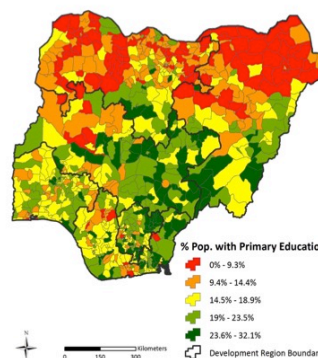 % Pop. with Primary Education
0% - 9.3%
9.4% - 14.4%
14.5% - 18.9%
19% - 23.5%
23.6% - 32.1%
Development Region Boundar
N
Kilometers
0 150 300